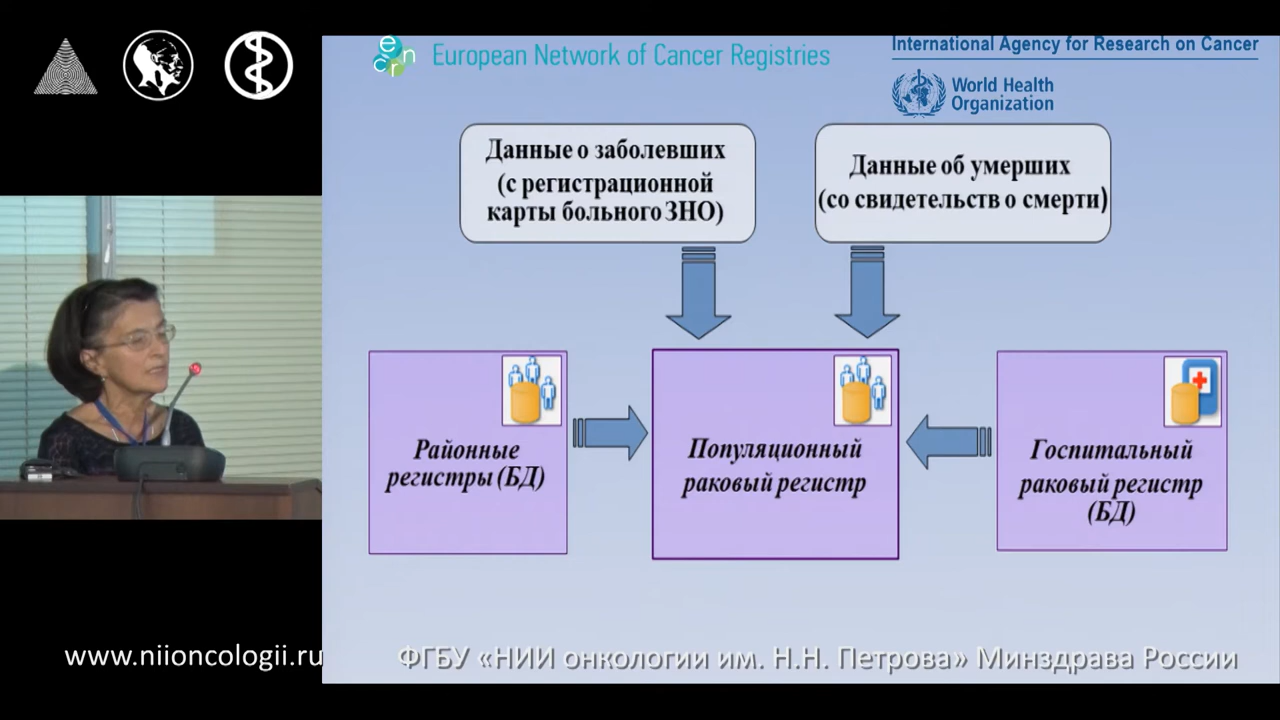 ecrn
European Network of Cancer Registries
International Agency for Research on Cancer
World Health
Organization
Данные о заболевших
(с регистрационной
карты больного ЗНО)
Данные об умерших
(со свидетельств о смерти)
Районные
регистры (БД)
Популяционный
раковый регистр
Госпитальный
раковый регистр
(БД)
www.niioncologii.ru
ФГБУ «НИИ онкологии им. Н.Н. Петрова» Минздрава России